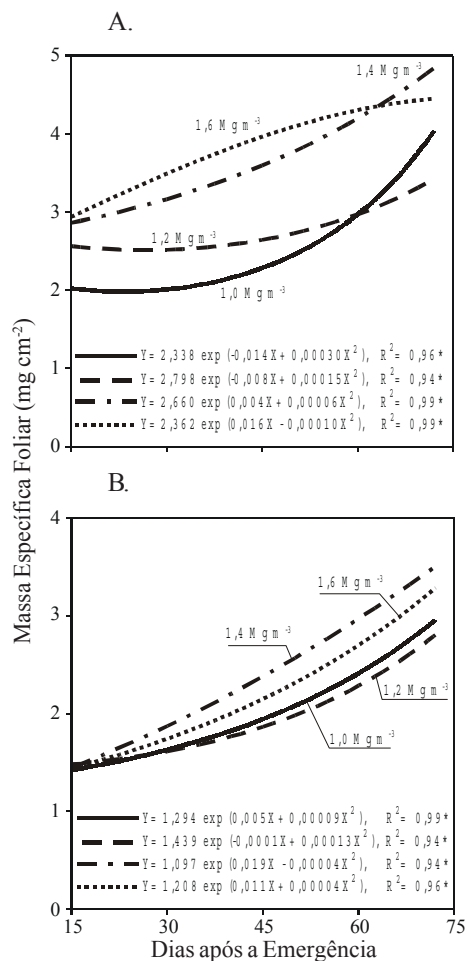 A.
5
4
3
2
1
0
1,4 M g m⁻³
1,6 M g m⁻³
1,2 M g m⁻³
1,0 M g m⁻³
Y= 2,338 exp (-0,014X + 0,00030X²), R²= 0,96*
Y= 2,798 exp (-0,008X + 0,00015X²), R²= 0,94*
Y= 2,660 exp (0,004X + 0,00006X²), R²= 0,99*
Y= 2,362 exp (0,016X -0,00010X²), R²= 0,99*
Massa Específica Foliar (mg cm⁻²)
B.
4
3
2
1
0
1,6 M g m⁻³
1,4 M g m⁻³
1,2 M g m⁻³
1,0 M g m⁻³
Y= 1,294 exp (0,005X + 0,00009X²), R²= 0,99*
Y= 1,439 exp (-0,0001X + 0,00013X²), R²= 0,94*
Y= 1,097 exp (0,019X -0,00004X²), R²= 0,94*
Y= 1,208 exp (0,011X + 0,00004X²), R²= 0,96*
15 30 45 60 75
Dias após a Emergência